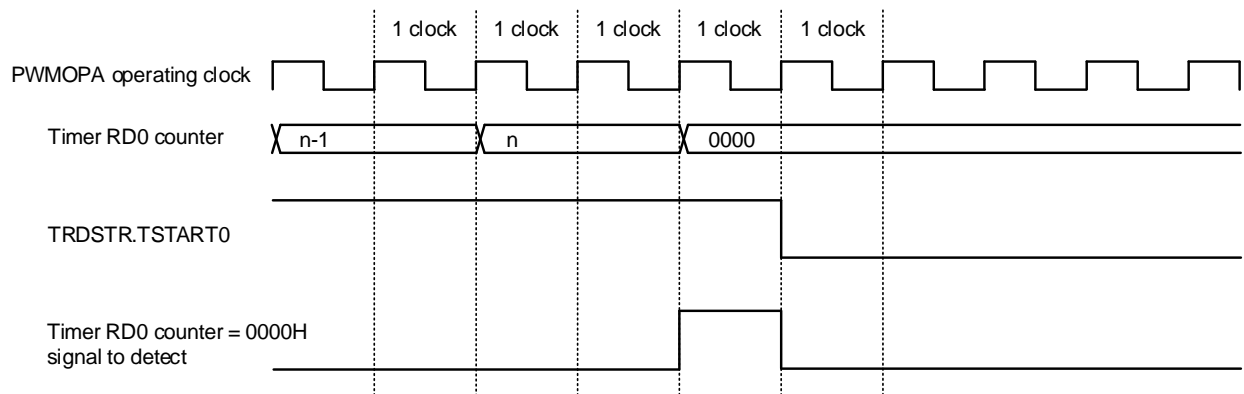 1 clock 1 clock 1 clock 1 clock 1 clock
PWMOPA operating clock
Timer RD0 counter n-1 n 0000
TRDSTR.TSTART0
Timer RD0 counter = 0000H
signal to detect